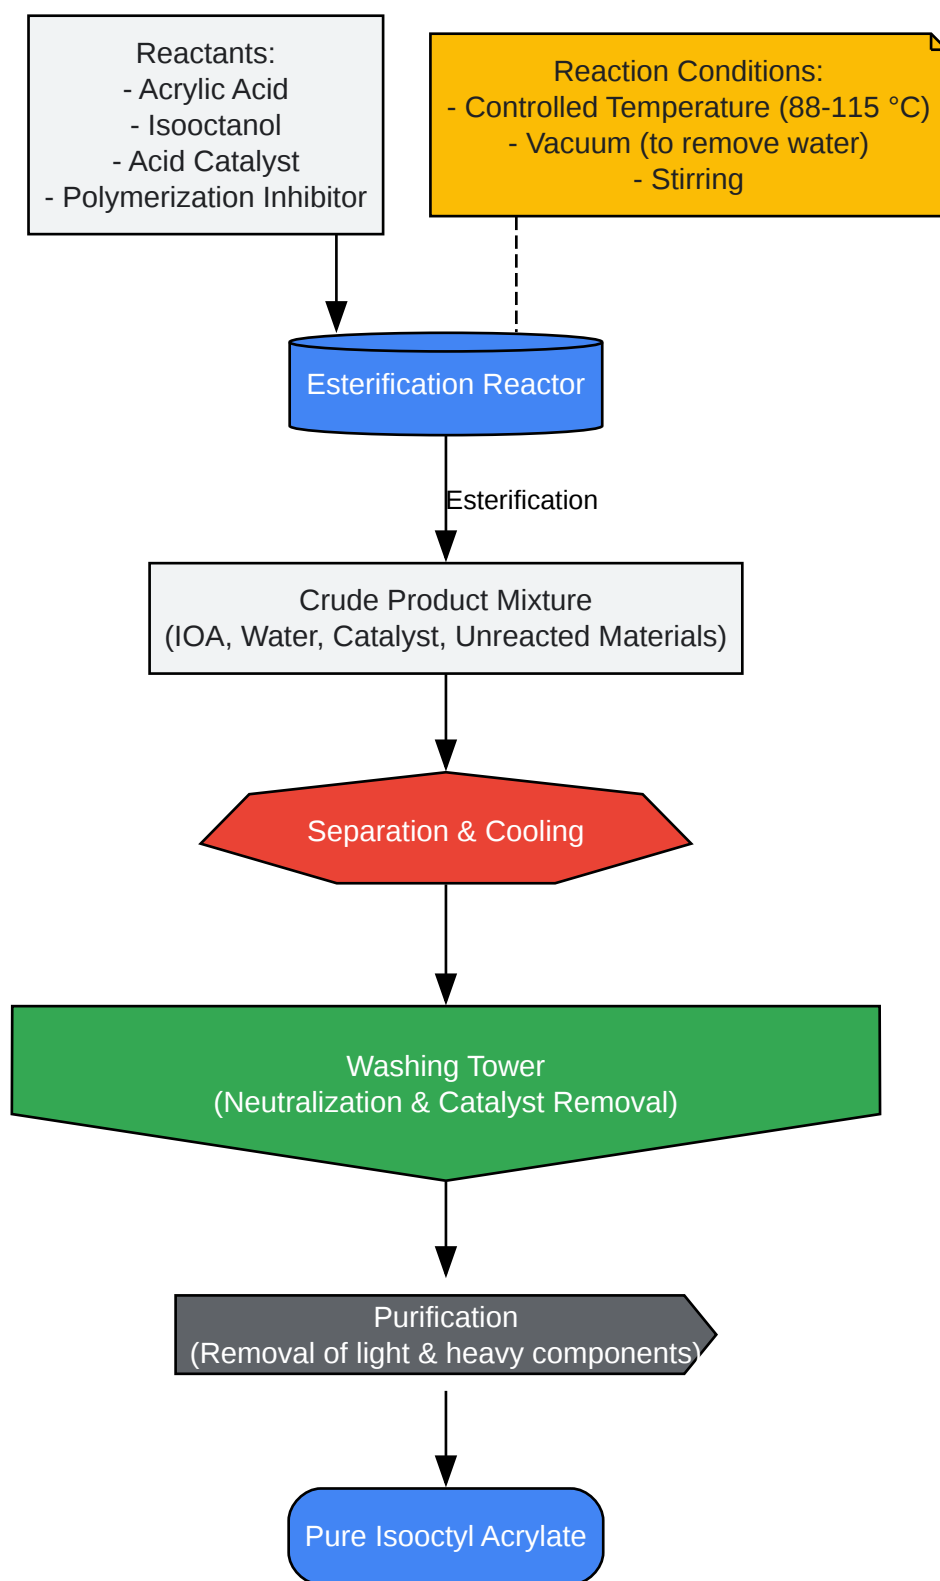 Reactants:
- Acrylic Acid
- Isooctanol
- Acid Catalyst
- Polymerization Inhibitor
Reaction Conditions:
- Controlled Temperature (88-115 °C)
- Vacuum (to remove water)
- Stirring
Esterification Reactor
Esterification
Crude Product Mixture
(IOA, Water, Catalyst, Unreacted Materials)
Separation & Cooling
Washing Tower
(Neutralization & Catalyst Removal)
Purification
(Removal of light & heavy components)
Pure Isooctyl Acrylate